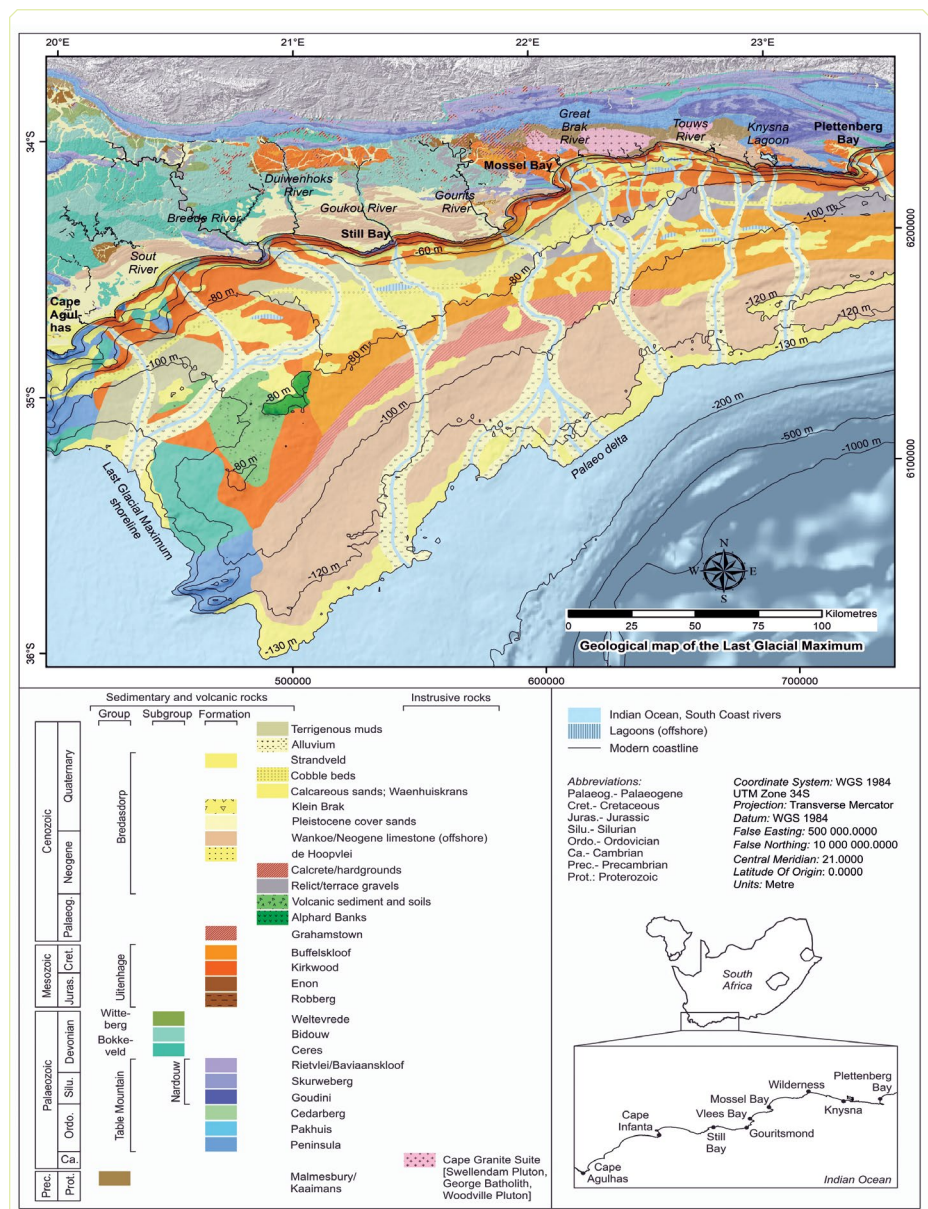 20°E
21°E
22°E
23°E
34°S
35°S
36°S
6200000
6100000
500000
600000
700000
Great
Brak
River
Touws
River
Knysna
Lagoon
Plettenberg
Bay
Mossel Bay
Duiwenhoks
River
Gourits
River
Goukou River
Breede River
Still Bay
Sout
River
Cape
Agul-
has
-60 m
-80 m
-80 m
-80 m
-80 m
-80 m
-100 m
-100 m
-100 m
-120 m
-120 m
-120 m
-130 m
-130 m
-200 m
-500 m
-1000 m
Last Glacial Maximum
shoreline
Palaeo delta
N
W E
S
Kilometres
0 25 50 75 100
Geological map of the Last Glacial Maximum
Sedimentary and volcanic rocks
Instrusive rocks
Group Subgroup Formation
Cenozoic
Quaternary
Neogene
Palaeog.
Bredasdorp
Terrigenous muds
Alluvium
Strandveld
Cobble beds
Calcareous sands; Waenhuiskrans
Klein Brak
Pleistocene cover sands
Wankoe/Neogene limestone (offshore)
de Hoopvlei
Calcrete/hardgrounds
Relict/terrace gravels
Volcanic sediment and soils
Alphard Banks
Grahamstown
Mesozoic
Cret.
Juras.
Uitenhage
Buffelskloof
Kirkwood
Enon
Robberg
Palaeozoic
Devonian
Silu.
Ordo.
Ca.
Witte-
berg
Bokke-
veld
Table Mountain
Nardouw
Weltevrede
Bidouw
Ceres
Rietvlei/Baviaanskloof
Skurweberg
Goudini
Cedarberg
Pakhuis
Peninsula
Prec.
Prot.
Malmesbury/
Kaaimans
Cape Granite Suite
[Swellendam Pluton,
George Batholith,
Woodville Pluton]
Indian Ocean, South Coast rivers
Lagoons (offshore)
Modern coastline
Abbreviations:
Palaeog.- Palaeogene
Cret.- Cretaceous
Juras.- Jurassic
Silu.- Silurian
Ordo.- Ordovician
Ca.- Cambrian
Prec.- Precambrian
Prot.: Proterozoic
Coordinate System: WGS 1984
UTM Zone 34S
Projection: Transverse Mercator
Datum: WGS 1984
False Easting: 500 000.0000
False Northing: 10 000 000.0000
Central Meridian: 21.0000
Latitude Of Origin: 0.0000
Units: Metre
South
Africa
Plettenberg
Bay
Wilderness
Mossel Bay
Knysna
Vlees Bay
Cape
Infanta
Gouritsmond
Still
Bay
Cape
Agulhas
Indian Ocean